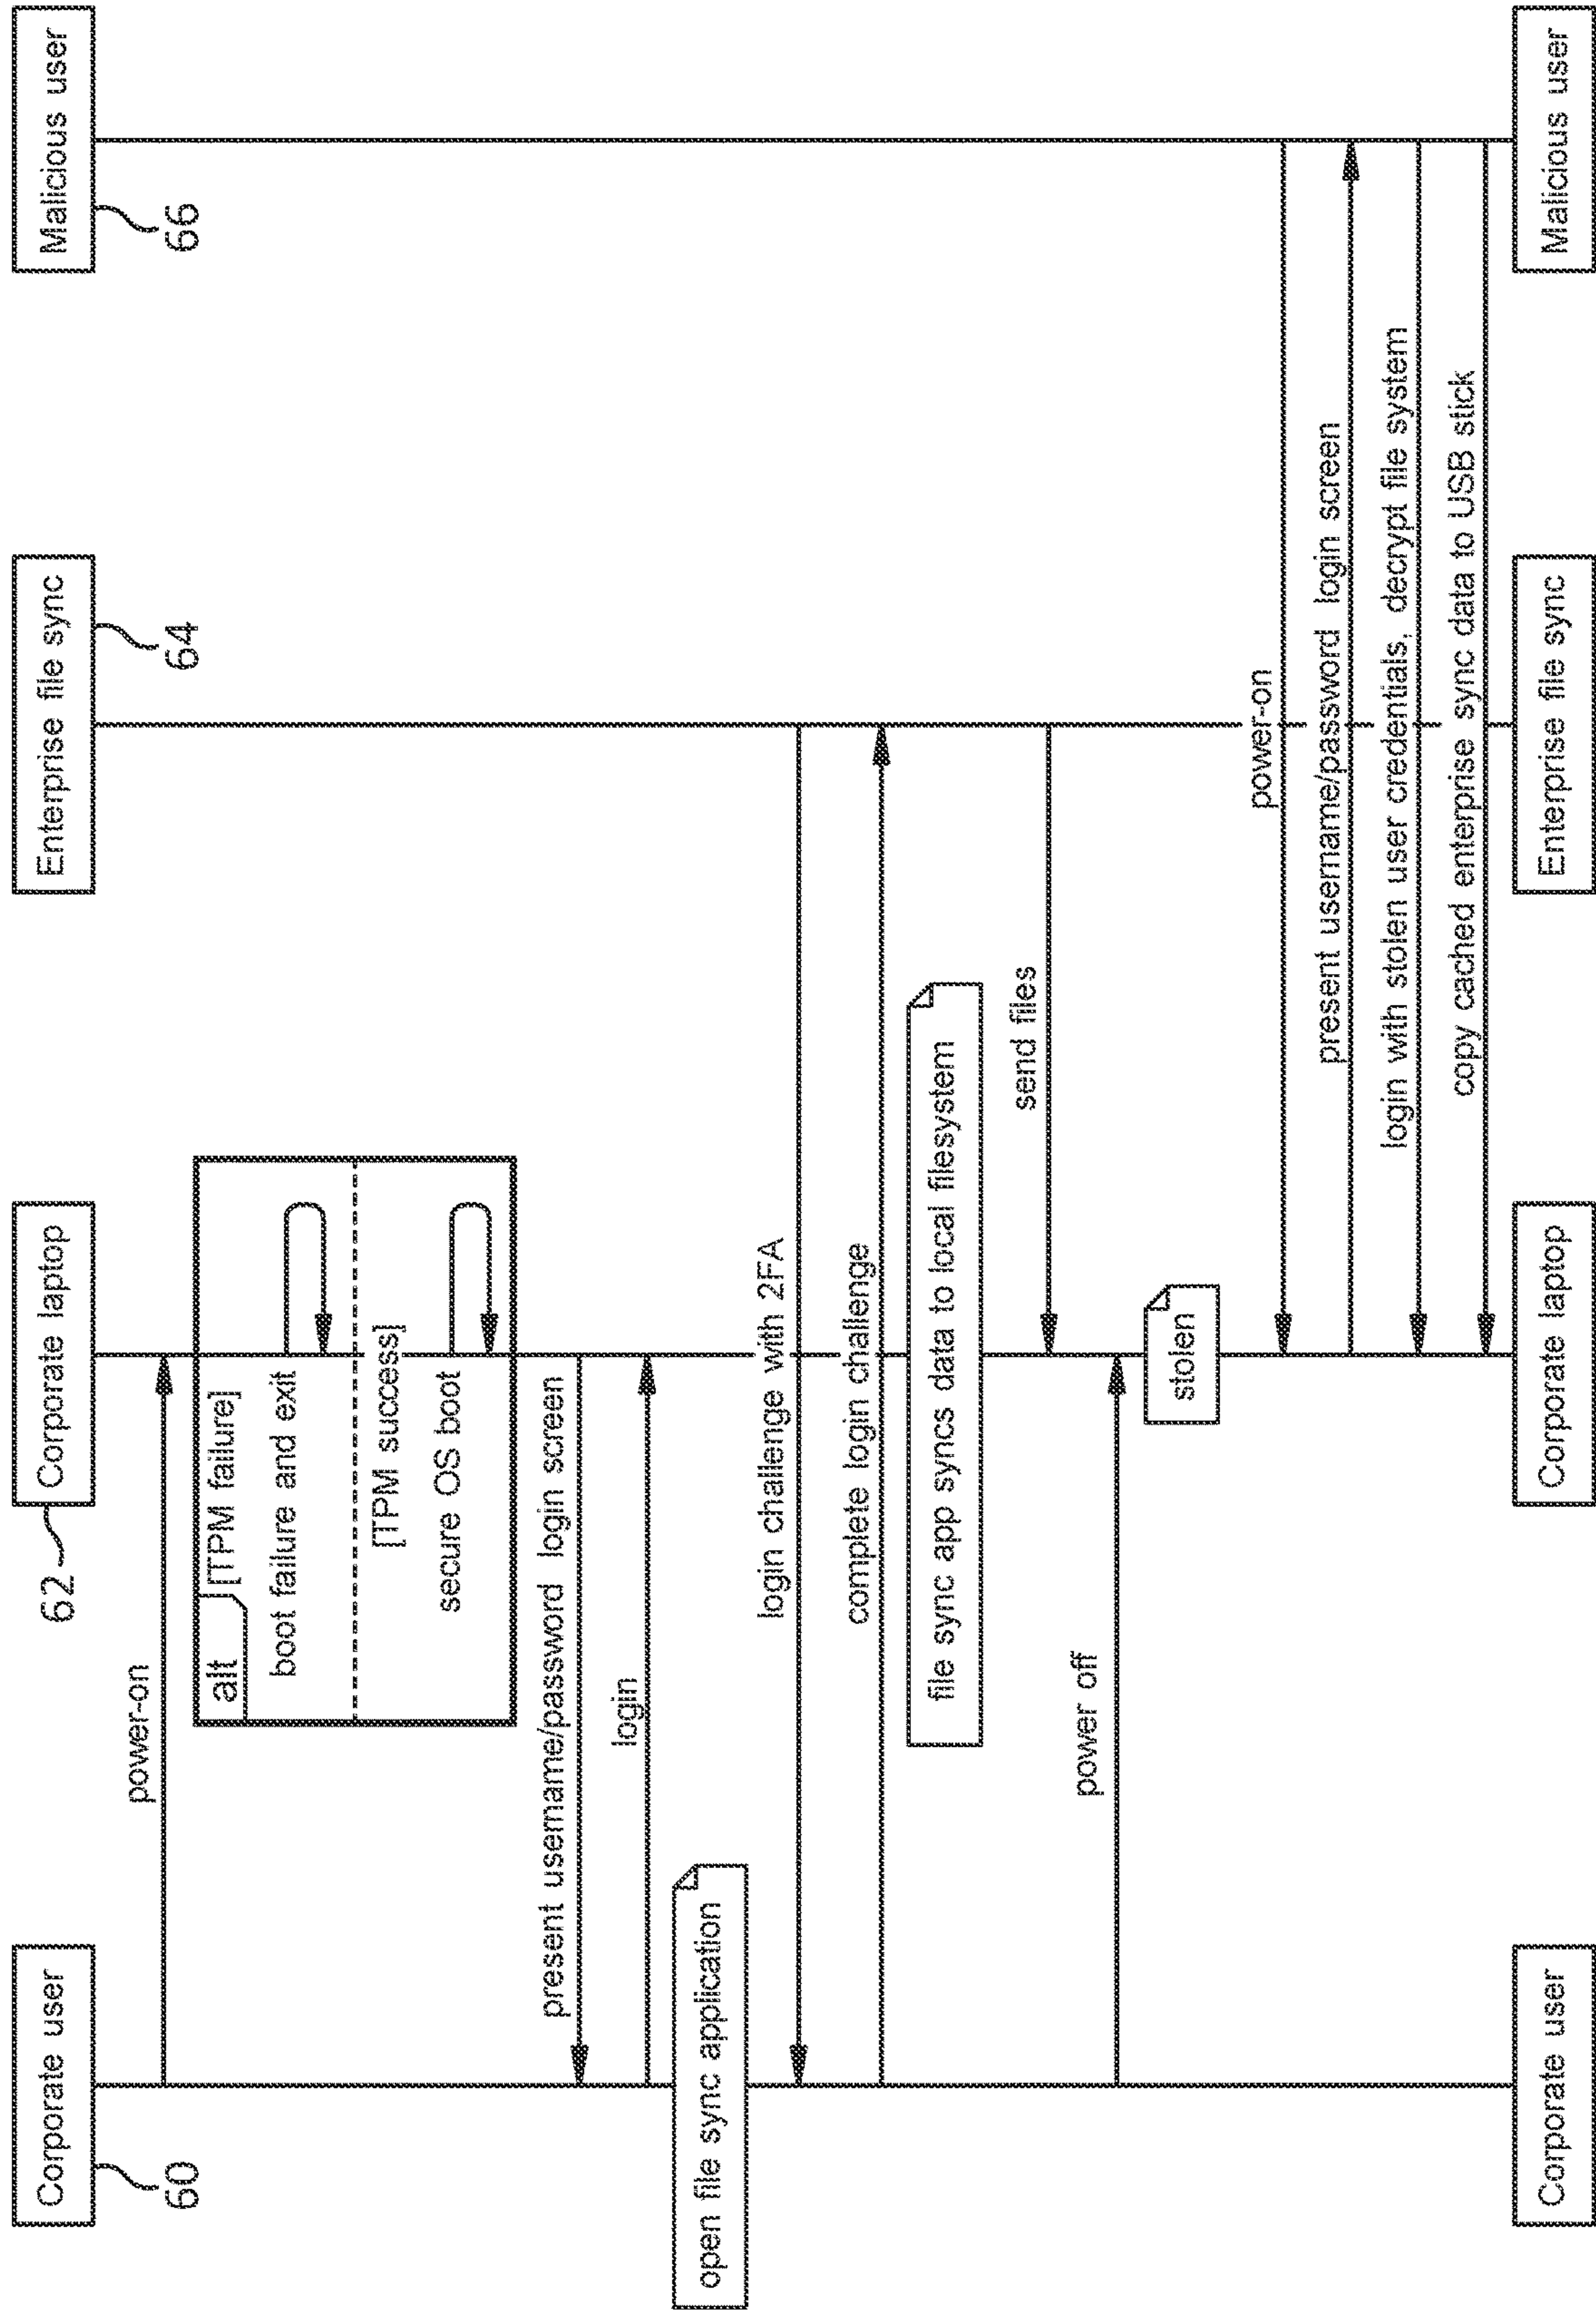 Corporate user
Corporate laptop
Enterprise file sync
Malicious user
60
62
64
66
power-on
alt
[TPM failure]
boot failure and exit
[TPM success]
secure OS boot
present username/password login screen
login
open file sync application
login challenge with 2FA
complete login challenge
file sync app syncs data to local filesystem
send files
power off
stolen
power-on
present username/password login screen
login with stolen user credentials, decrypt file system
copy cached enterprise sync data to USB stick
Corporate user
Corporate laptop
Enterprise file sync
Malicious user